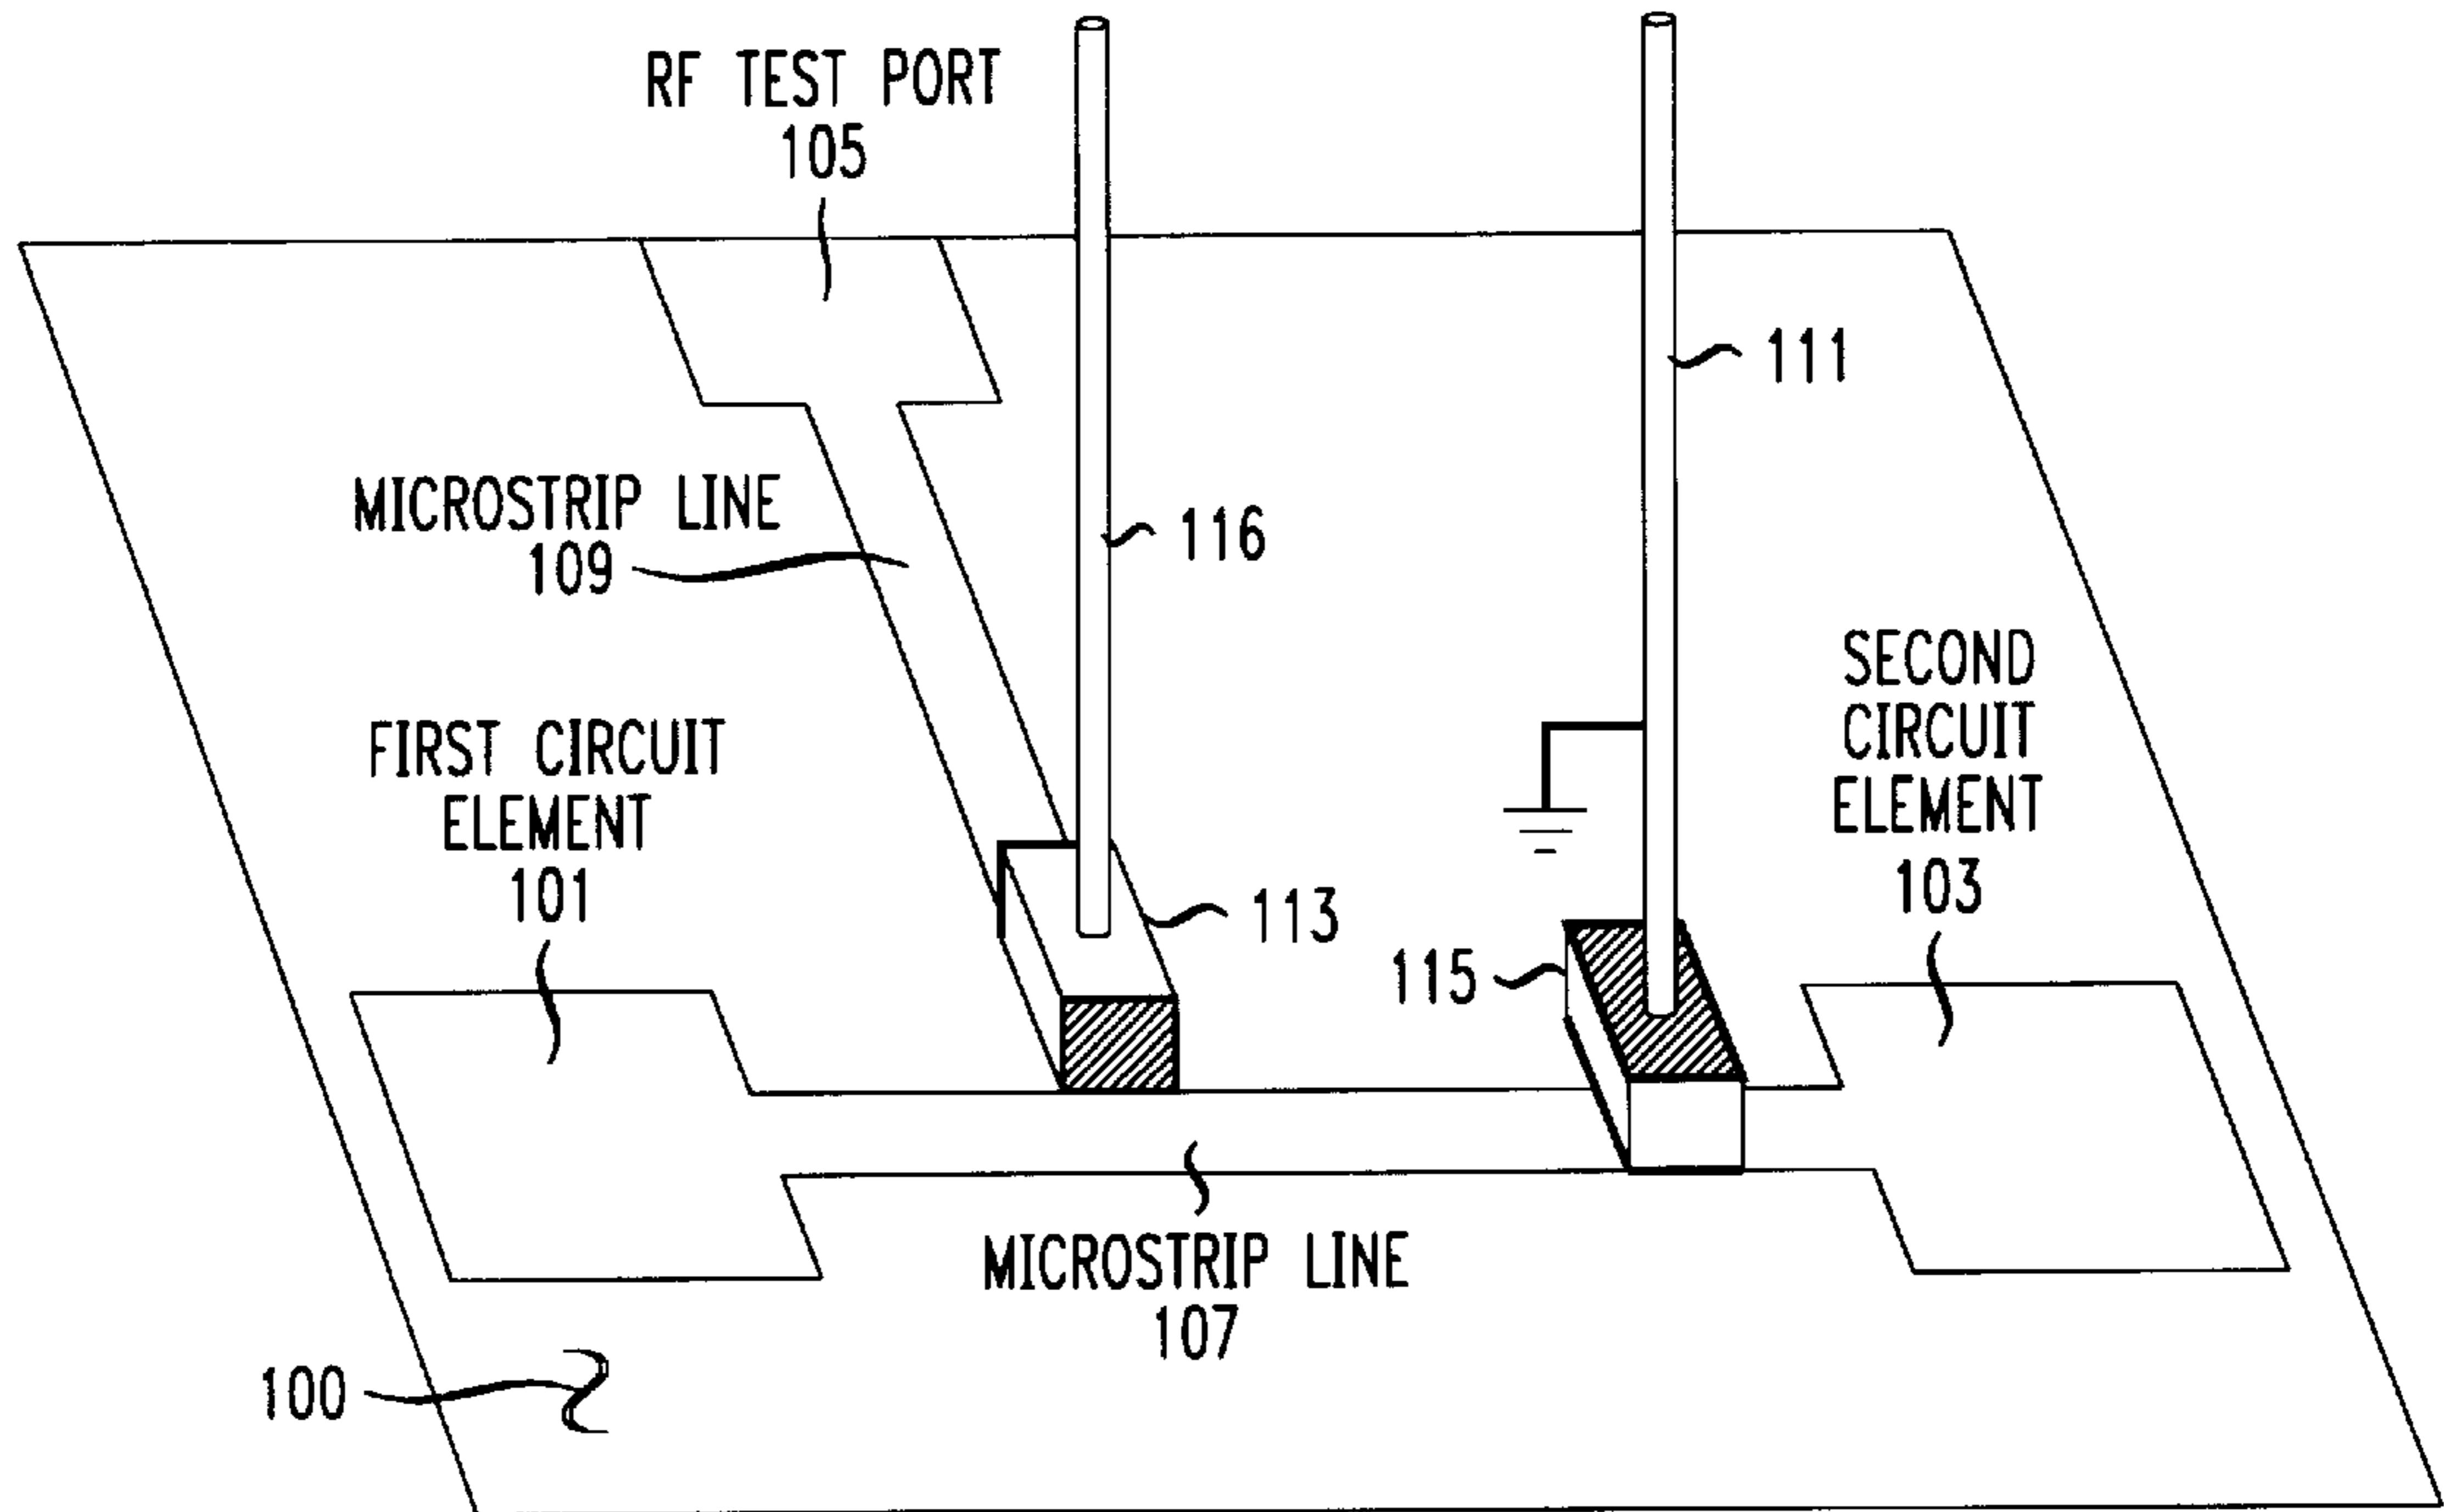 RF TEST PORT
105
111
MICROSTRIP LINE
109
116
SECOND
CIRCUIT
ELEMENT
103
FIRST CIRCUIT
ELEMENT
101
113
115
MICROSTRIP LINE
107
100